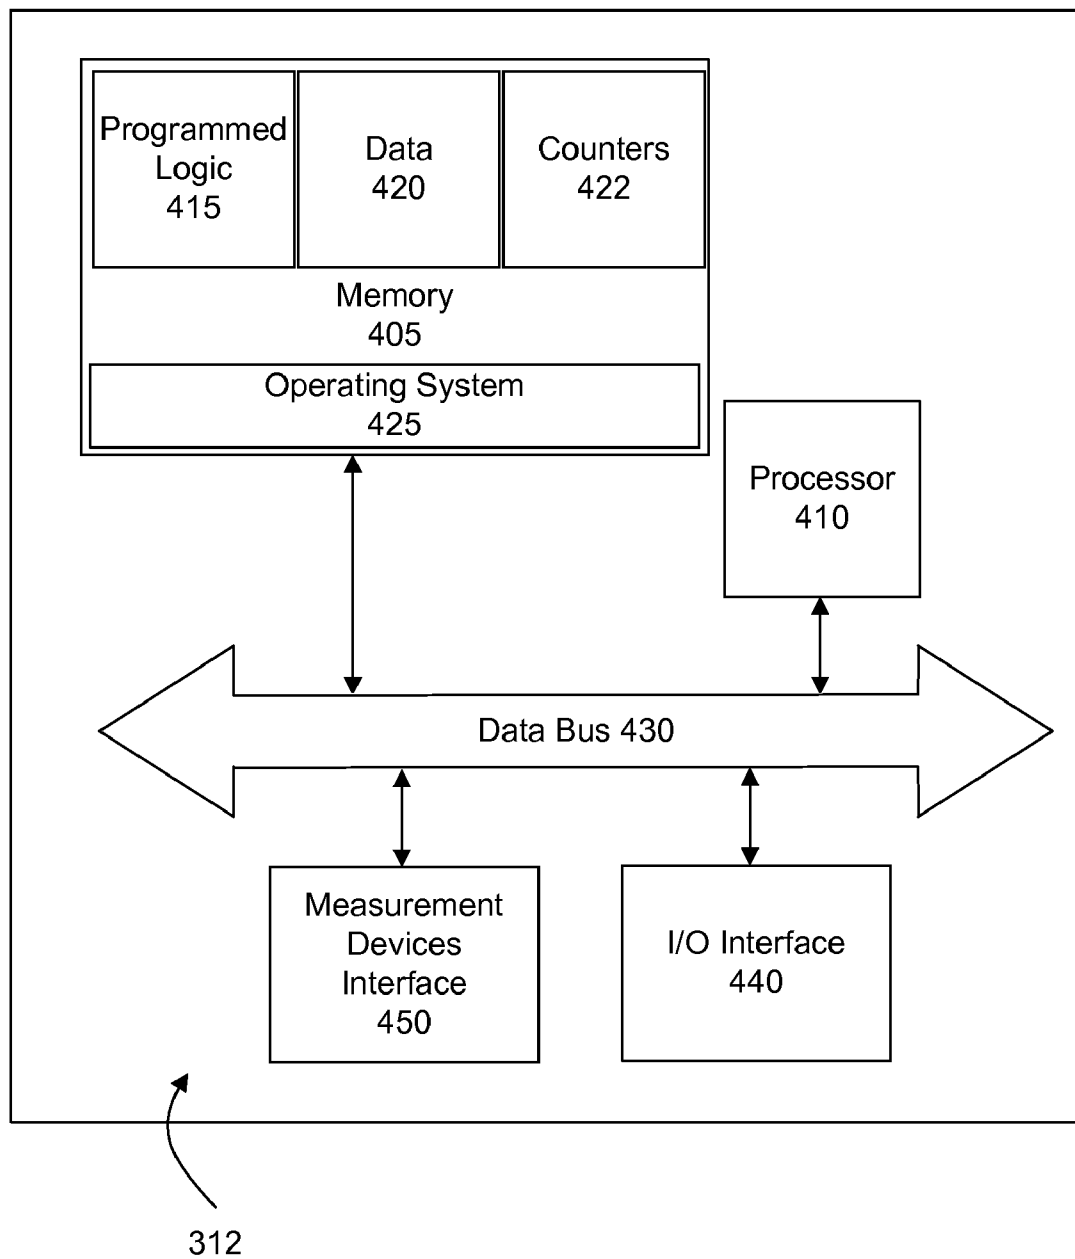 Programmed
Logic
415
Data
420
Counters
422
Memory
405
Operating System
425
Processor
410
Data Bus 430
Measurement
Devices
Interface
450
I/O Interface
440
312